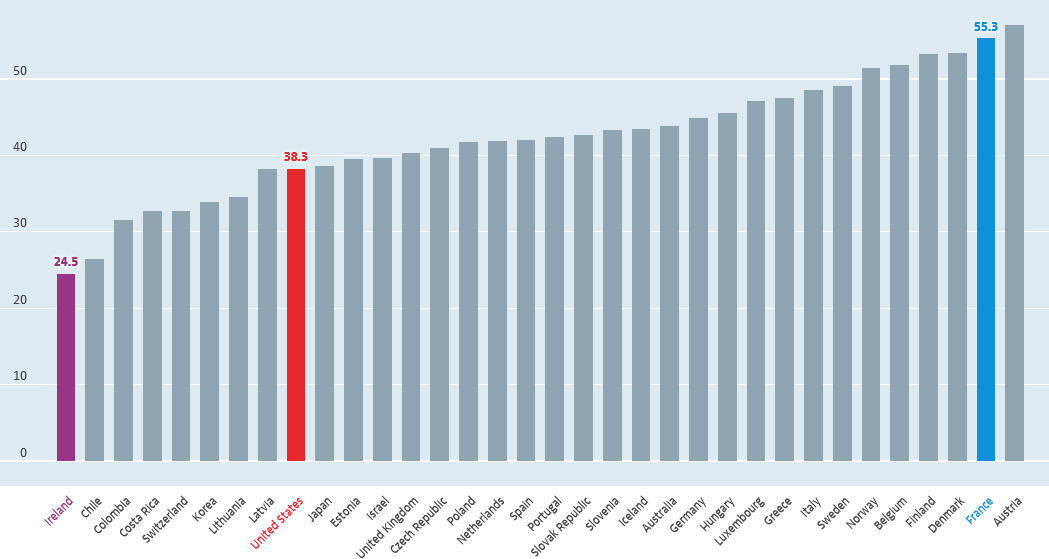 55.3
50
40
38.3
30
24.5
20
10
0
Ireland
Chile
Colombia
Costa Rica
Switzerland
Korea
Lithuania
Latvia
United States
Japan
Estonia
Israel
United Kingdom
Czech Republic
Poland
Netherlands
Spain
Portugal
Slovak Republic
Slovenia
Iceland
Australia
Germany
Hungary
Luxembourg
Greece
Italy
Sweden
Norway
Belgium
Finland
Denmark
France
Austria